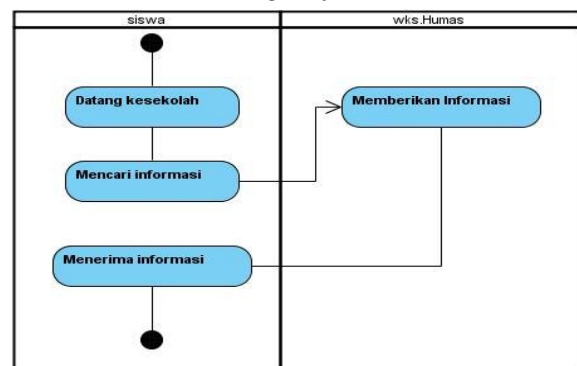 siswa
wks.Humas
Datang kesekolah
Memberikan Informasi
Mencari informasi
Menerima informasi